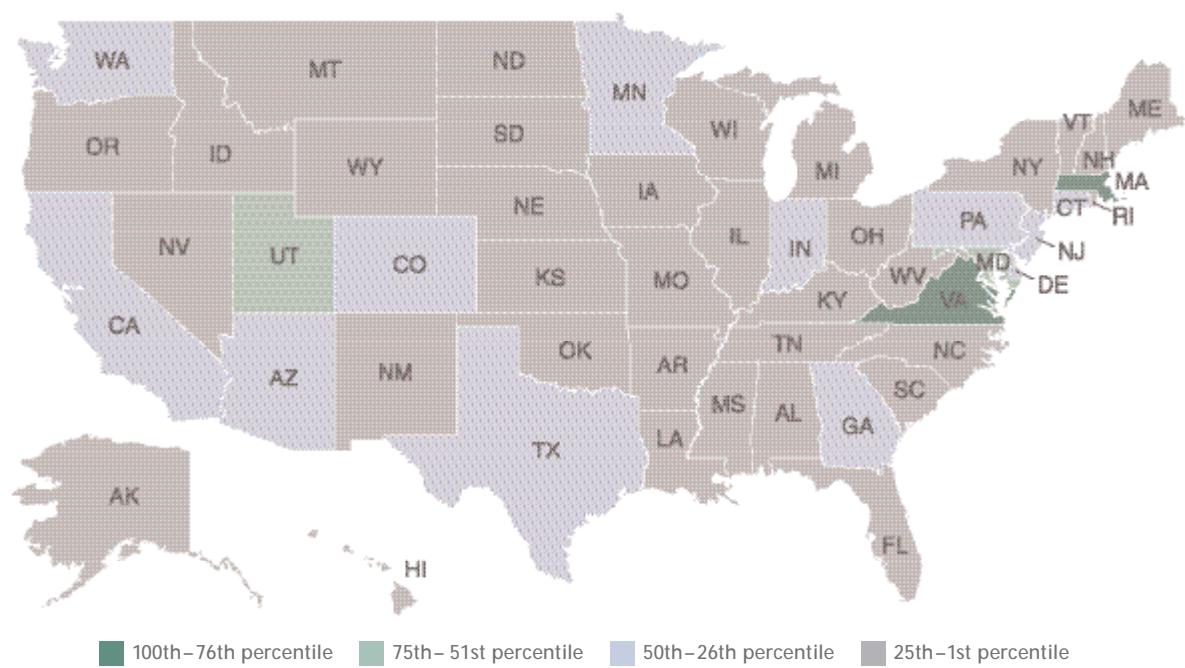 WA
MT
ND
MN
OR
ID
SD
WI
WY
MI
VT
ME
NY
NH
MA
IA
NE
CT
RI
PA
NV
UT
CO
IL
IN
OH
NJ
MD
DE
KS
MO
WV
KY
VA
CA
TN
NC
OK
AR
AZ
NM
SC
MS
AL
GA
LA
TX
AK
FL
HI
100th–76th percentile
75th–51st percentile
50th–26th percentile
25th–1st percentile